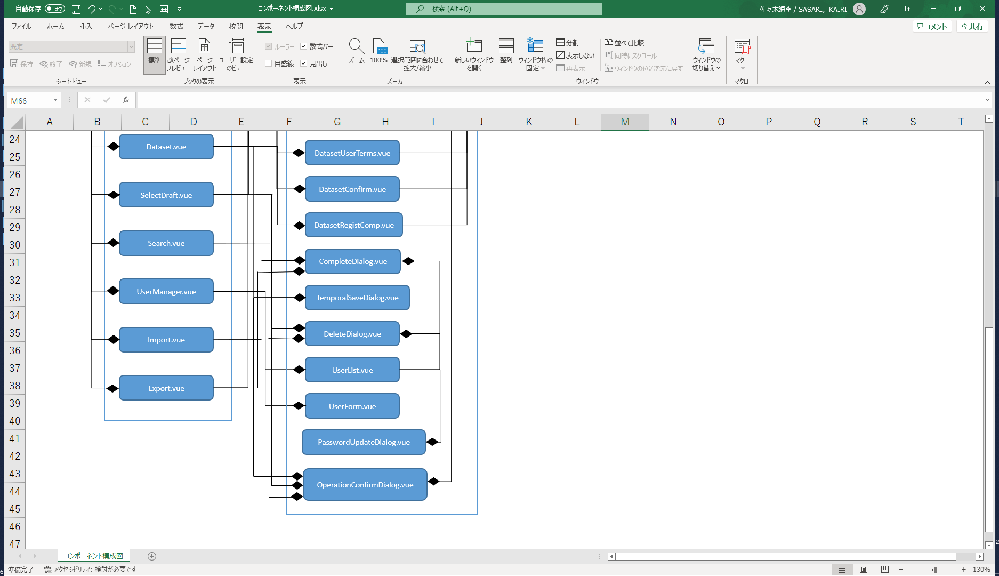 自動保存 オフ コンポーネント構成図.xlsx 検索 (Alt+Q) 佐々木海李 / SASAKI, KAIRI
ファイル ホーム 挿入 ページ レイアウト 数式 データ 校閲 表示 ヘルプ コメント 共有
既定
保持 終了 新規 オプション
シート ビュー
標準 改ページ プレビュー ページ レイアウト ユーザー設定 のビュー
ブックの表示
ルーラー 数式バー
目盛線 見出し
表示
ズーム 100% 選択範囲に合わせて 拡大/縮小
ズーム
新しいウィンドウ を開く 整列 ウィンドウ枠の 固定
分割
表示しない
再表示
並べて比較
同時にスクロール
ウィンドウの位置を元に戻す
ウィンドウの 切り替え
ウィンドウ
マクロ
マクロ
M66 fx
A B C D E F G H I J K L M N O P Q R S T
24
25
26
27
28
29
30
31
32
33
34
35
36
37
38
39
40
41
42
43
44
45
46
47
Dataset.vue
SelectDraft.vue
Search.vue
UserManager.vue
Import.vue
Export.vue
DatasetUserTerms.vue
DatasetConfirm.vue
DatasetRegistComp.vue
CompleteDialog.vue
TemporalSaveDialog.vue
DeleteDialog.vue
UserList.vue
UserForm.vue
PasswordUpdateDialog.vue
OperationConfirmDialog.vue
コンポーネント構成図
準備完了 アクセシビリティ: 検討が必要です 130%